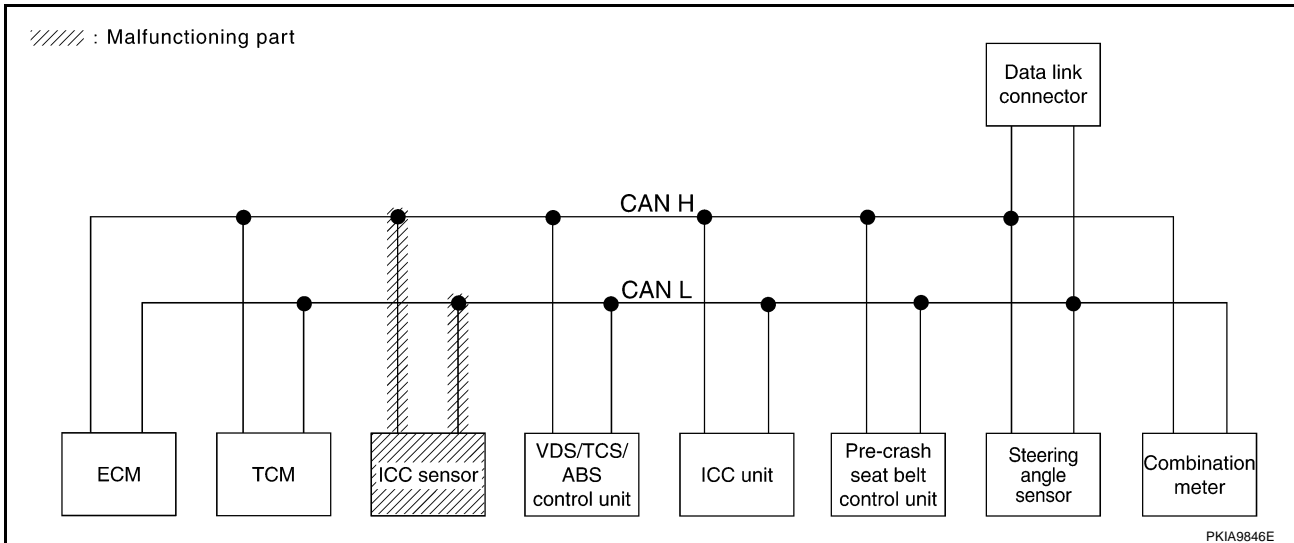 : Malfunctioning part
Data link
connector
CAN H
CAN L
ECM
TCM
ICC sensor
VDS/TCS/
ABS
control unit
ICC unit
Pre-crash
seat belt
control unit
Steering
angle
sensor
Combination
meter
PKIA9846E